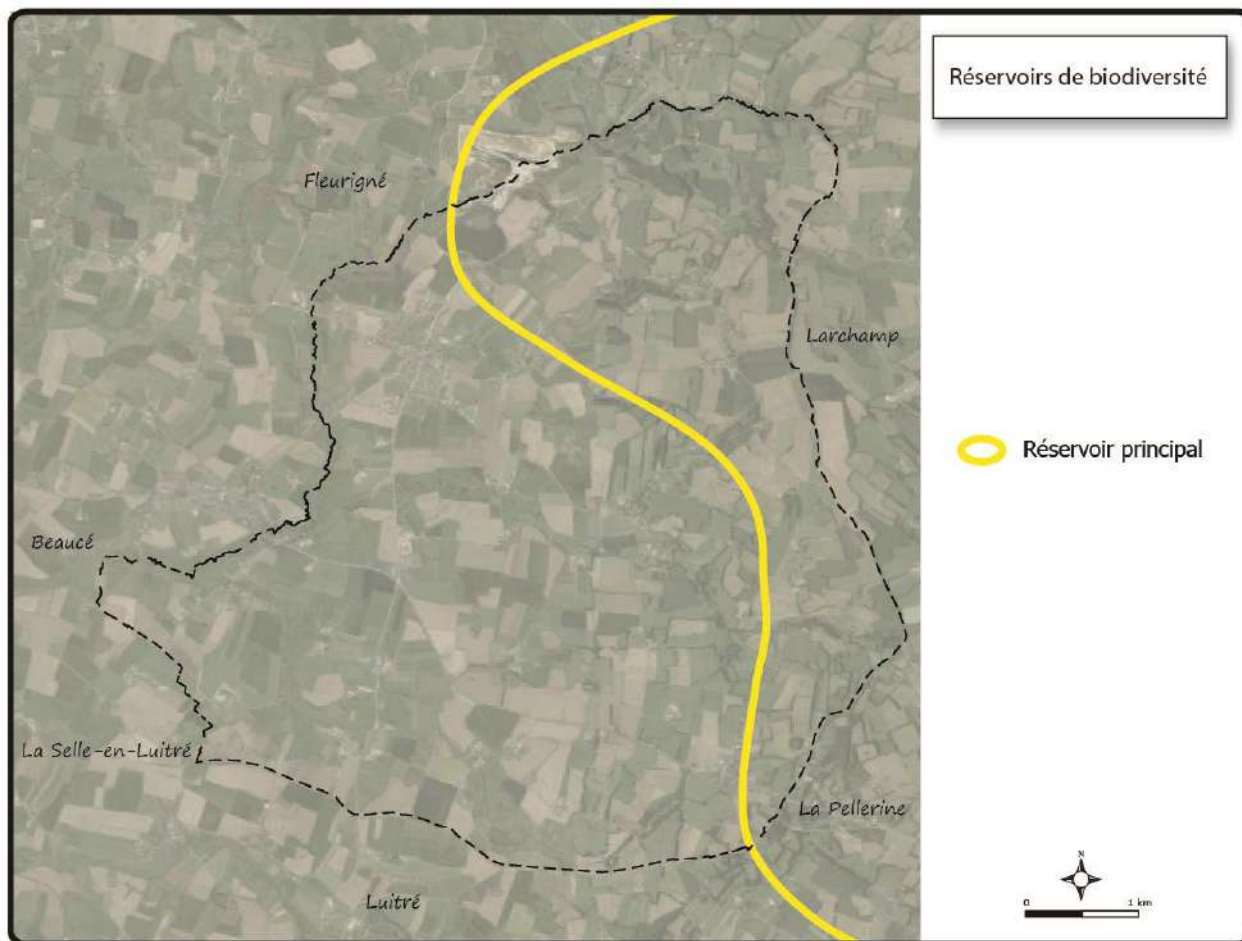 Réservoirs de biodiversité
Fleurigné
Larchamp
Réservoir principal
Beaucé
La Selle-en-Luitré
La Pellerine
Luitré
N
0 1 km